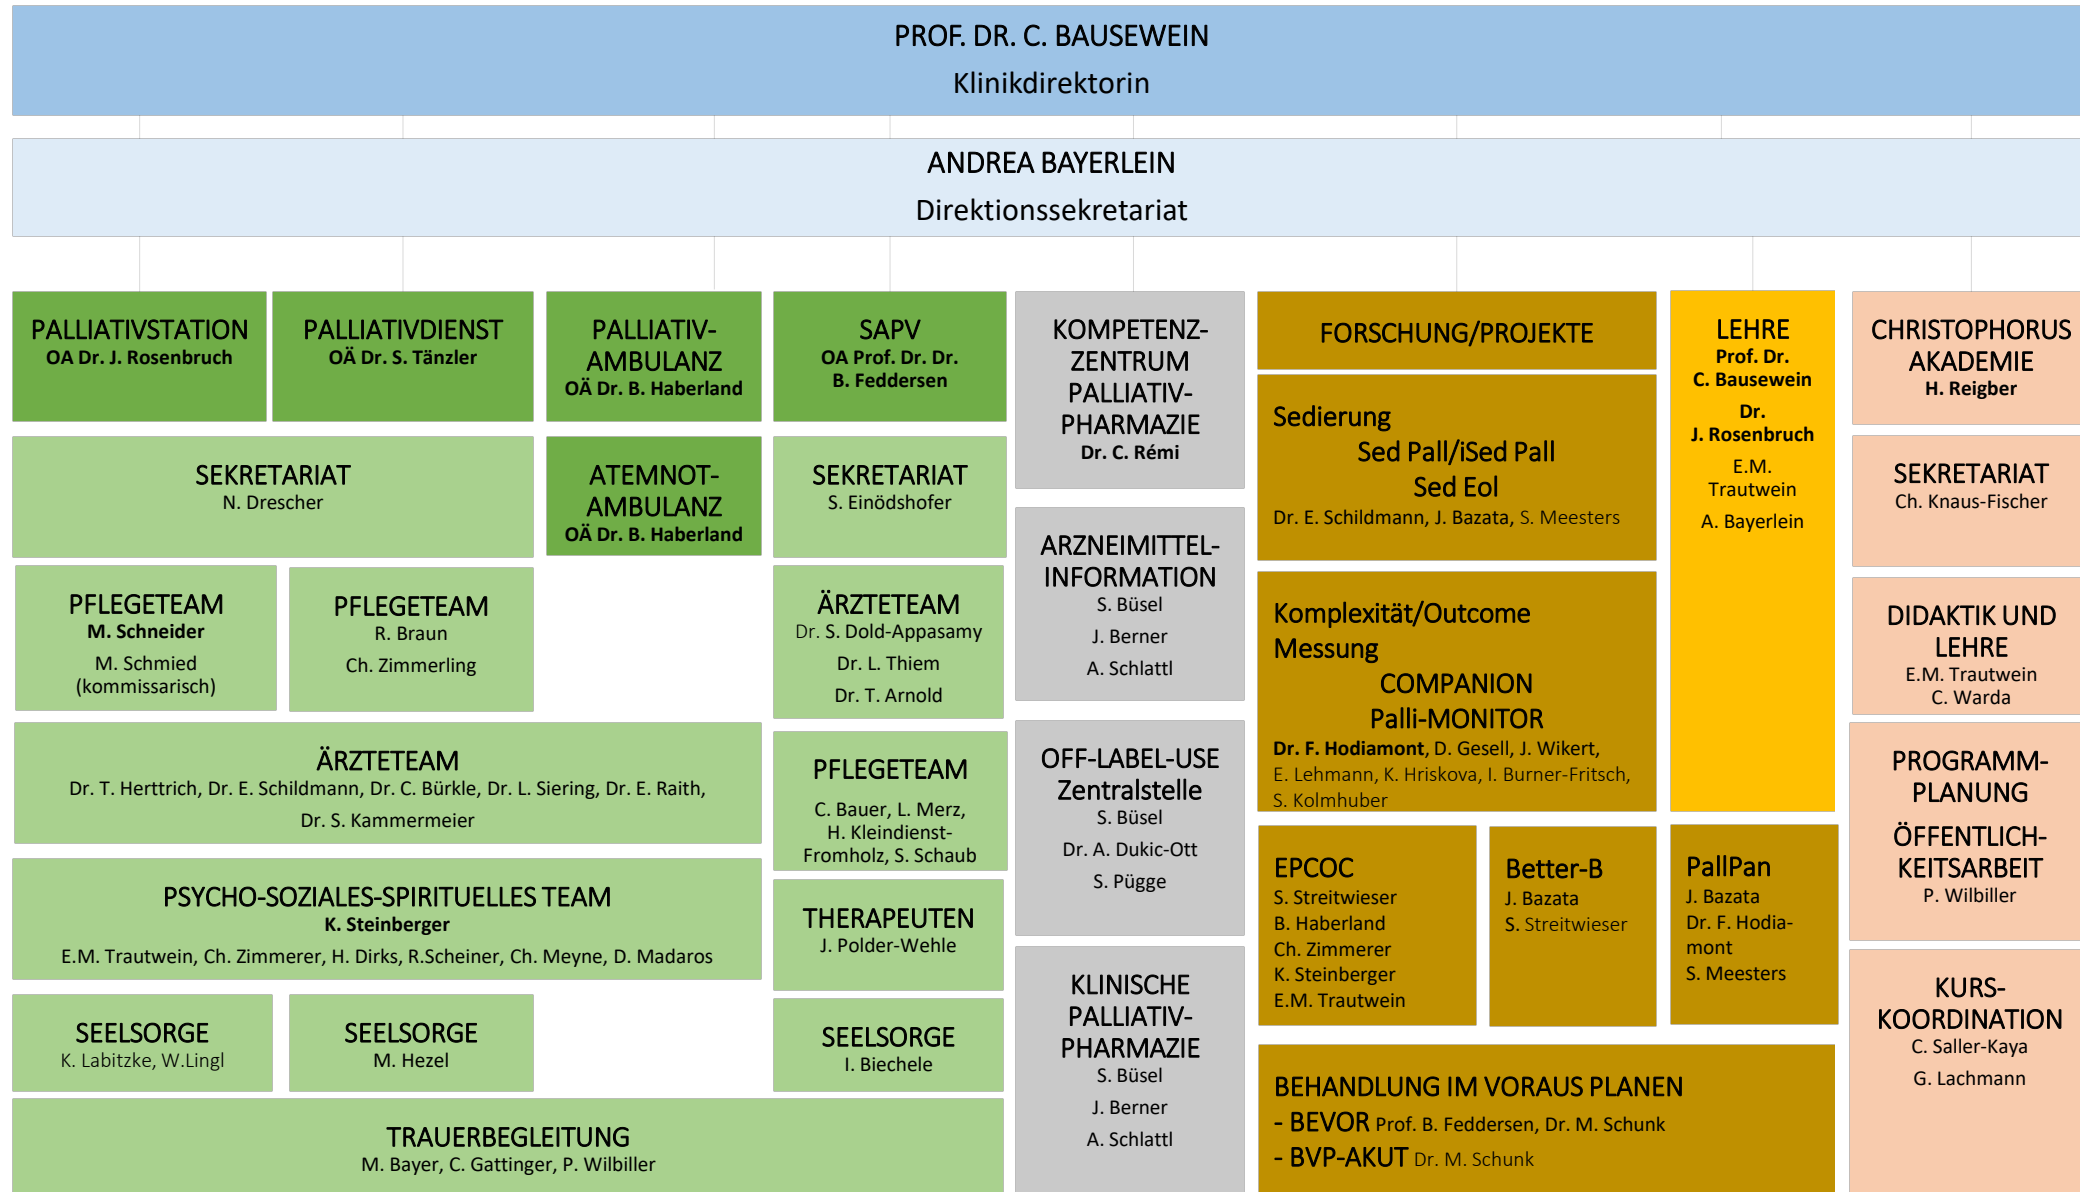 PROF. DR. C. BAUSEWEIN
Klinikdirektorin
ANDREA BAYERLEIN
Direktionssekretariat
PALLIATIVSTATION
OA Dr. J. Rosenbruch
PALLIATIVDIENST
OÄ Dr. S. Tänzler
PALLIATIV-
AMBULANZ
OÄ Dr. B. Haberland
SAPV
OA Prof. Dr. Dr.
B. Feddersen
SEKRETARIAT
N. Drescher
ATEMNOT-
AMBULANZ
OÄ Dr. B. Haberland
SEKRETARIAT
S. Einödshofer
PFLEGETEAM
M. Schneider
M. Schmied
(kommissarisch)
PFLEGETEAM
R. Braun
Ch. Zimmerling
ÄRZTETEAM
Dr. S. Dold-Appasamy
Dr. L. Thiem
Dr. T. Arnold
ÄRZTETEAM
Dr. T. Herttrich, Dr. E. Schildmann, Dr. C. Bürkle, Dr. L. Siering, Dr. E. Raith,
Dr. S. Kammermeier
PFLEGETEAM
C. Bauer, L. Merz,
H. Kleindienst-
Fromholz, S. Schaub
PSYCHO-SOZIALES-SPIRITUELLES TEAM
K. Steinberger
E.M. Trautwein, Ch. Zimmerer, H. Dirks, R.Scheiner, Ch. Meyne, D. Madaros
THERAPEUTEN
J. Polder-Wehle
SEELSORGE
K. Labitzke, W.Lingl
SEELSORGE
M. Hezel
SEELSORGE
I. Biechele
TRAUERBEGLEITUNG
M. Bayer, C. Gattinger, P. Wilbiller
KOMPETENZ-
ZENTRUM
PALLIATIV-
PHARMAZIE
Dr. C. Rémi
ARZNEIMITTEL-
INFORMATION
S. Büsel
J. Berner
A. Schlattl
OFF-LABEL-USE
Zentralstelle
S. Büsel
Dr. A. Dukic-Ott
S. Pügge
KLINISCHE
PALLIATIV-
PHARMAZIE
S. Büsel
J. Berner
A. Schlattl
FORSCHUNG/PROJEKTE
Sedierung
Sed Pall/iSed Pall
Sed Eol
Dr. E. Schildmann, J. Bazata, S. Meesters
Komplexität/Outcome
Messung
COMPANION
Palli-MONITOR
Dr. F. Hodiamont, D. Gesell, J. Wikert,
E. Lehmann, K. Hriskova, I. Burner-Fritsch,
S. Kolmhuber
EPCOC
S. Streitwieser
B. Haberland
Ch. Zimmerer
K. Steinberger
E.M. Trautwein
Better-B
J. Bazata
S. Streitwieser
PallPan
J. Bazata
Dr. F. Hodia-
mont
S. Meesters
BEHANDLUNG IM VORAUS PLANEN
- BEVOR Prof. B. Feddersen, Dr. M. Schunk
- BVP-AKUT Dr. M. Schunk
LEHRE
Prof. Dr.
C. Bausewein
Dr.
J. Rosenbruch
E.M.
Trautwein
A. Bayerlein
CHRISTOPHORUS
AKADEMIE
H. Reigber
SEKRETARIAT
Ch. Knaus-Fischer
DIDAKTIK UND
LEHRE
E.M. Trautwein
C. Warda
PROGRAMM-
PLANUNG
ÖFFENTLICH-
KEITSARBEIT
P. Wilbiller
KURS-
KOORDINATION
C. Saller-Kaya
G. Lachmann